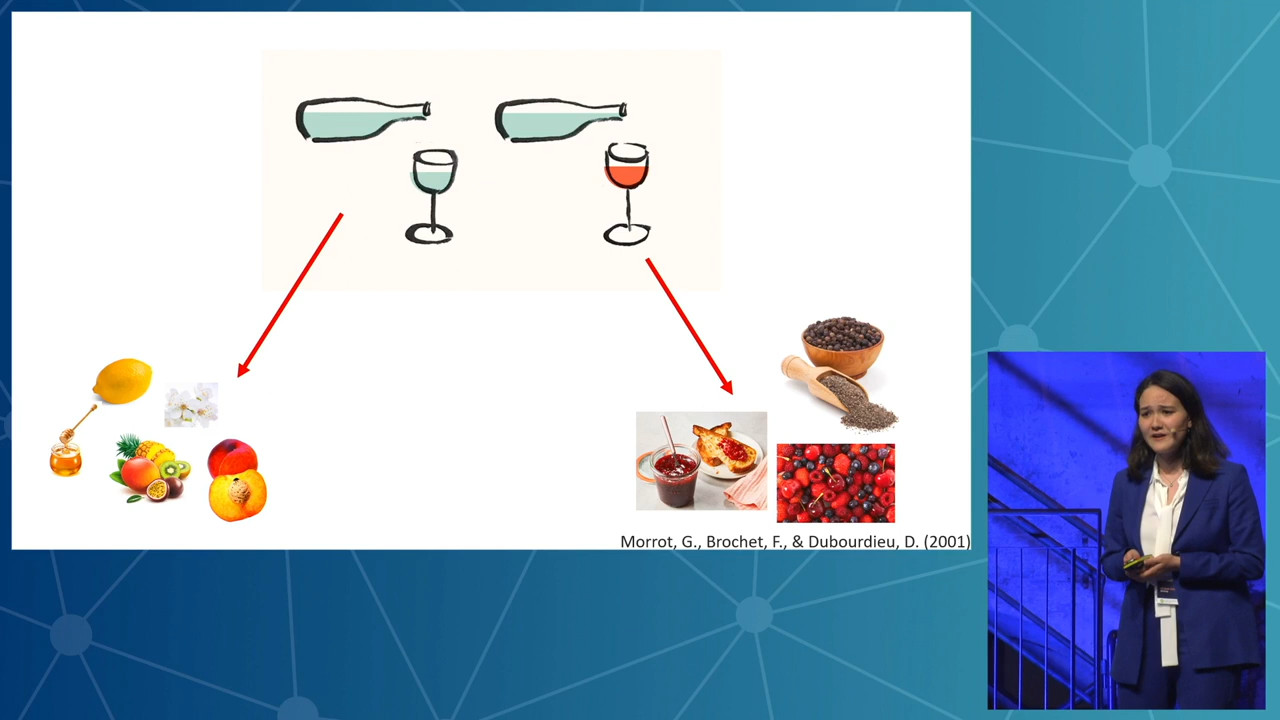 Morrot, G., Brochet, F., & Dubourdieu, D. (2001)